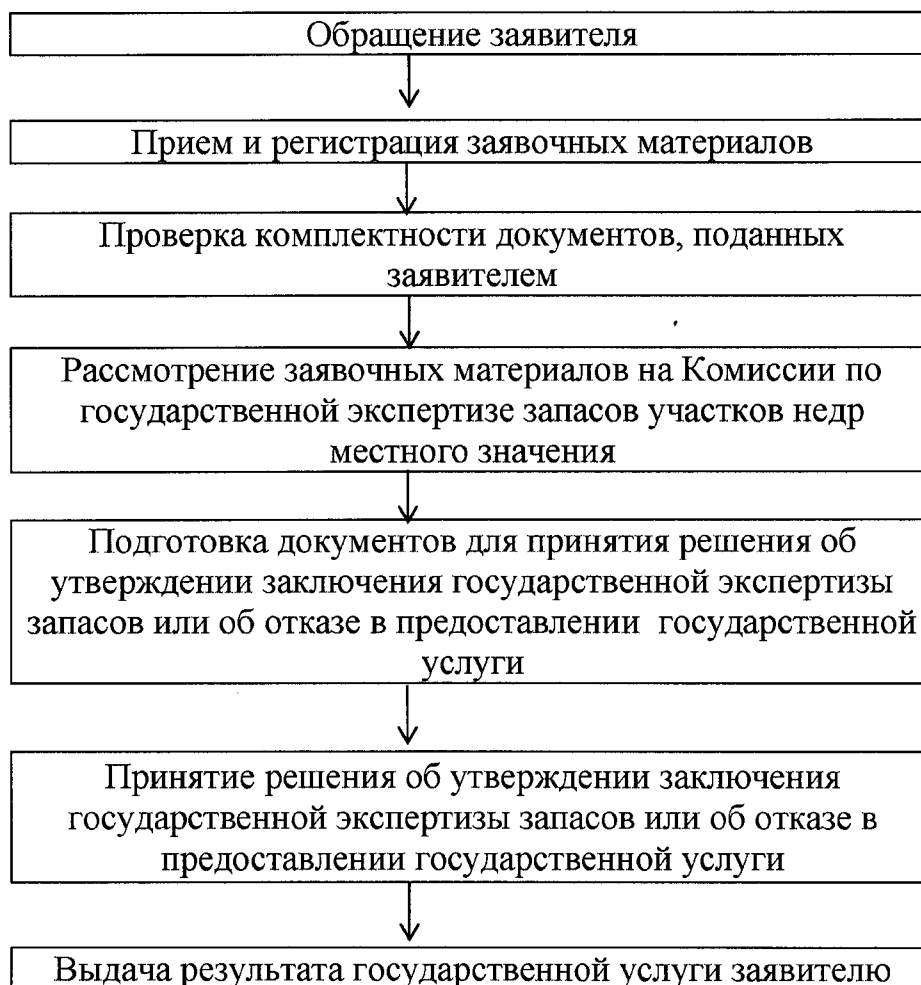 Обращение заявителя
Прием и регистрация заявочных материалов
Проверка комплектности документов, поданных
заявителем
Рассмотрение заявочных материалов на Комиссии по
государственной экспертизе запасов участков недр
местного значения
Подготовка документов для принятия решения об
утверждении заключения государственной экспертизы
запасов или об отказе в предоставлении государственной
услуги
Принятие решения об утверждении заключения
государственной экспертизы запасов или об отказе в
предоставлении государственной услуги
Выдача результата государственной услуги заявителю